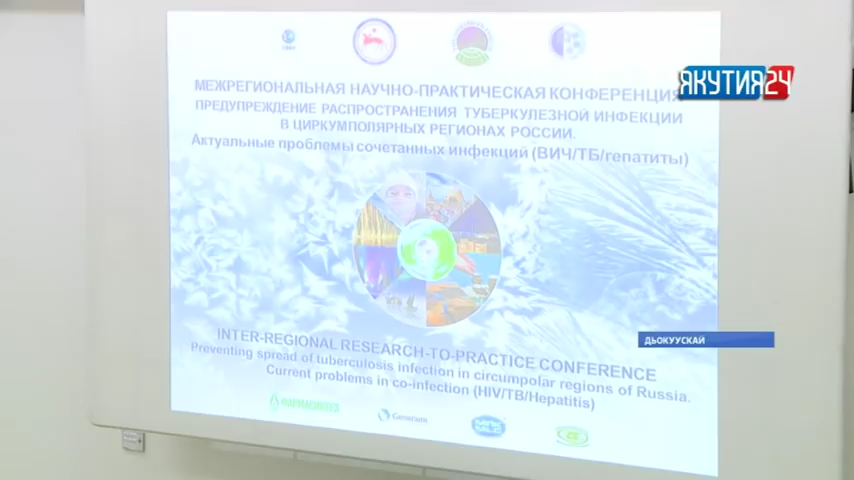 ЯКУТИЯ24
МЕЖРЕГИОНАЛЬНАЯ НАУЧНО-ПРАКТИЧЕСКАЯ КОНФЕРЕНЦИЯ
ПРЕДУПРЕЖДЕНИЕ РАСПРОСТРАНЕНИЯ ТУБЕРКУЛЕЗНОЙ ИНФЕКЦИИ
В ЦИРКУМПОЛЯРНЫХ РЕГИОНАХ РОССИИ.
Актуальные проблемы сочетанных инфекций (ВИЧ/ТБ/гепатиты)
ДЬОКУУСКАЙ
INTER-REGIONAL RESEARCH-TO-PRACTICE CONFERENCE
Preventing spread of tuberculosis infection in circumpolar regions of Russia.
Current problems in co-infection (HIV/TB/Hepatitis)
ФАРМАСИНТЕЗ